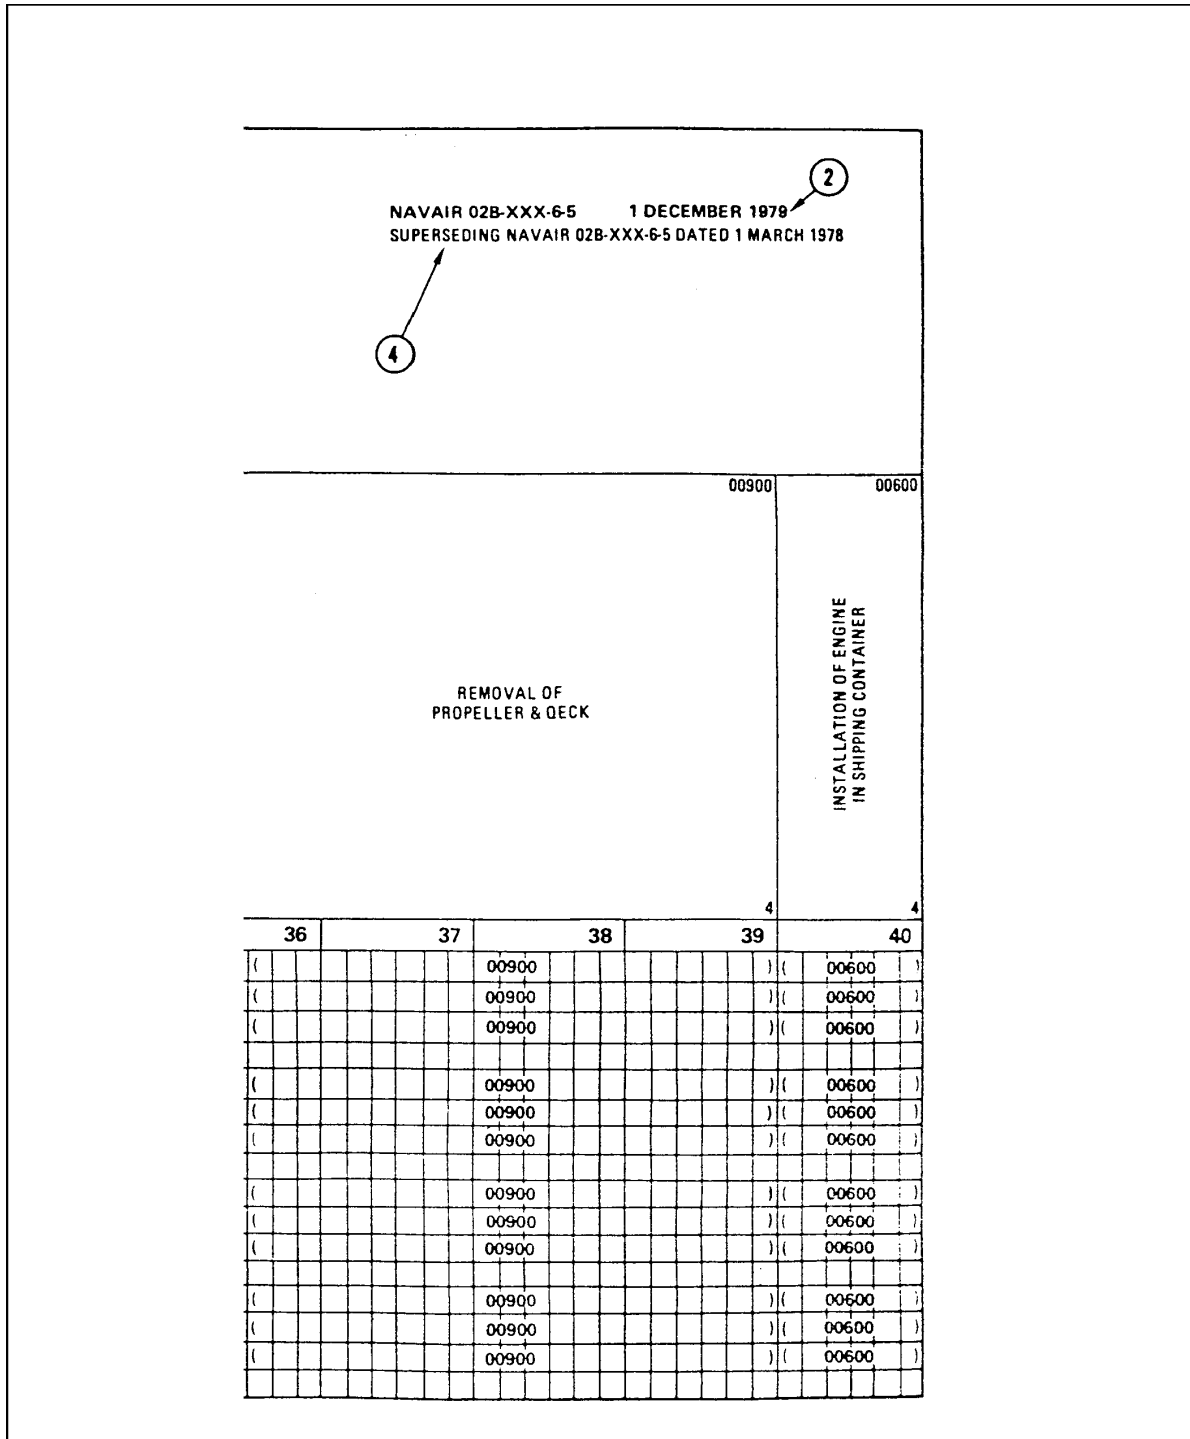 2
NAVAIR 02B-XXX-6-5 1 DECEMBER 1979
SUPERSEDING NAVAIR 02B-XXX-6-5 DATED 1 MARCH 1978
4
00900 00600
REMOVAL OF
PROPELLER & QECK
INSTALLATION OF ENGINE
IN SHIPPING CONTAINER
4 4
36 37 38 39 40
( 00900 ) ( 00600 )
( 00900 ) ( 00600 )
( 00900 ) ( 00600 )
( 00900 ) ( 00600 )
( 00900 ) ( 00600 )
( 00900 ) ( 00600 )
( 00900 ) ( 00600 )
( 00900 ) ( 00600 )
( 00900 ) ( 00600 )
( 00900 ) ( 00600 )
( 00900 ) ( 00600 )
( 00900 ) ( 00600 )